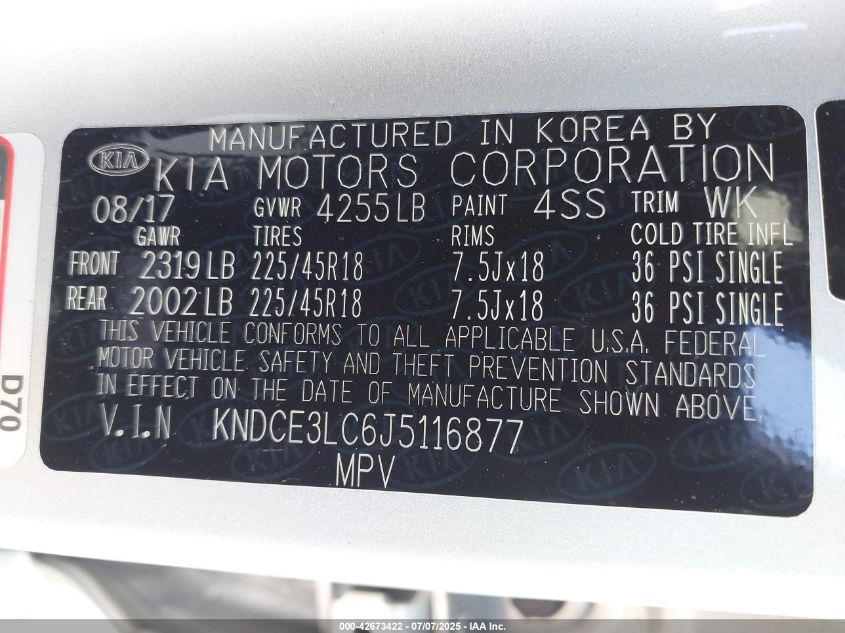 MANUFACTURED IN KOREA BY
KIA KIA MOTORS CORPORATION
08/17 GVWR 4255LB PAINT 4SS TRIM WK
GAWR TIRES RIMS COLD TIRE INFL
FRONT 2319LB 225/45R18 7.5Jx18 36 PSI SINGLE
REAR 2002LB 225/45R18 7.5Jx18 36 PSI SINGLE
THIS VEHICLE CONFORMS TO ALL APPLICABLE U.S.A. FEDERAL
MOTOR VEHICLE SAFETY AND THEFT PREVENTION STANDARDS
IN EFFECT ON THE DATE OF MANUFACTURE SHOWN ABOVE.
V.I.N KNDCE3LC6J5116877
MPV
D70
000-42673422 - 07/07/2025 - IAA Inc.